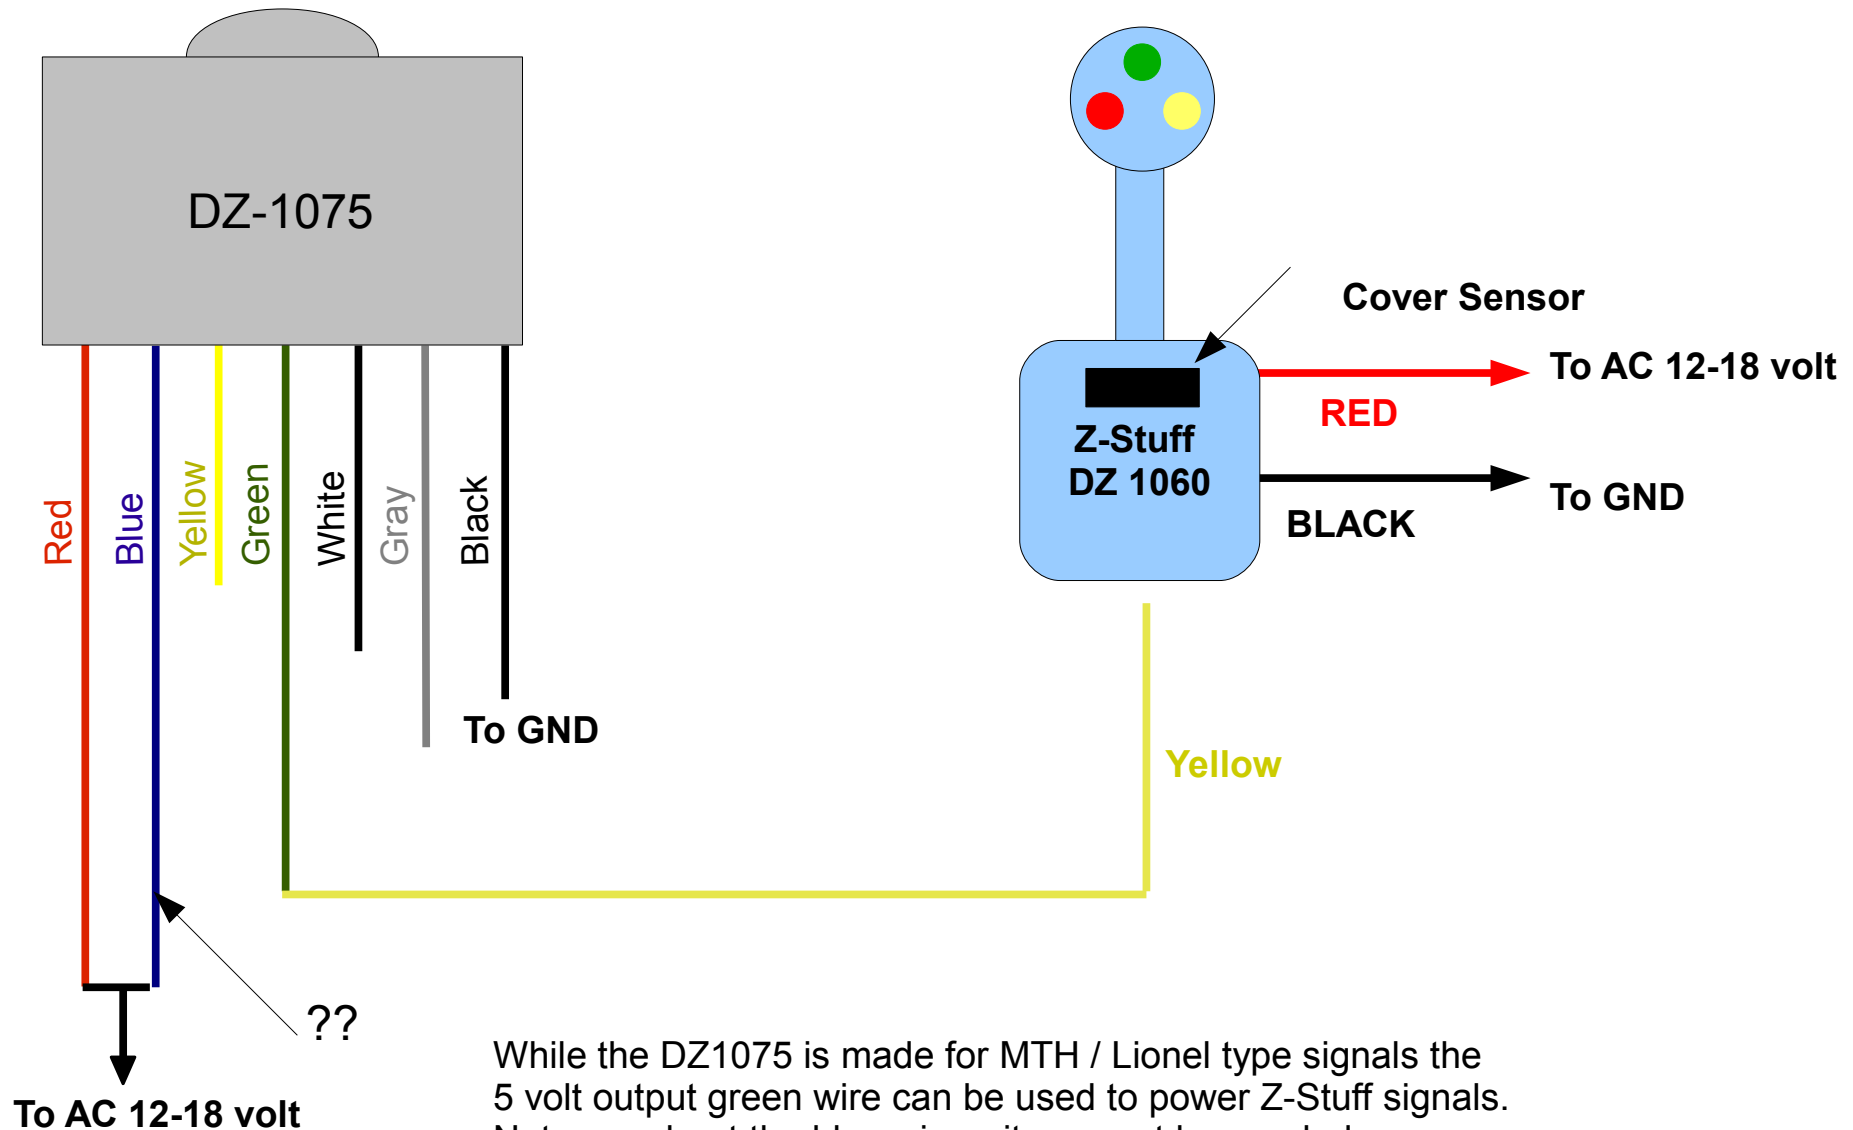 DZ-1075
Cover Sensor
To AC 12-18 volt
RED
Z-Stuff
DZ 1060
To GND
BLACK
Red
Blue
Yellow
Green
White
Gray
Black
To GND
Yellow
??
To AC 12-18 volt
While the DZ1075 is made for MTH / Lionel type signals the
5 volt output green wire can be used to power Z-Stuff signals.